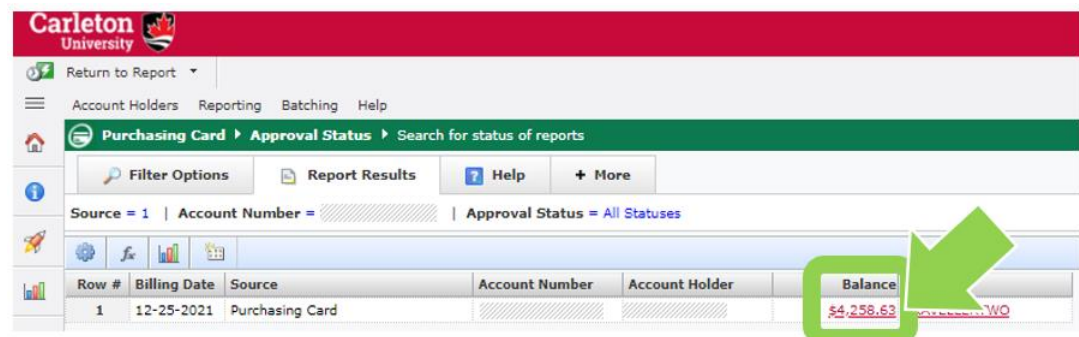 Carleton
University
Return to Report
Account Holders Reporting Batching Help
Purchasing Card Approval Status Search for status of reports
Filter Options Report Results ? Help + More
Source = 1 | Account Number = | Approval Status = All Statuses
fx
Row # Billing Date Source Account Number Account Holder Balance
1 12-25-2021 Purchasing Card $4,258.63